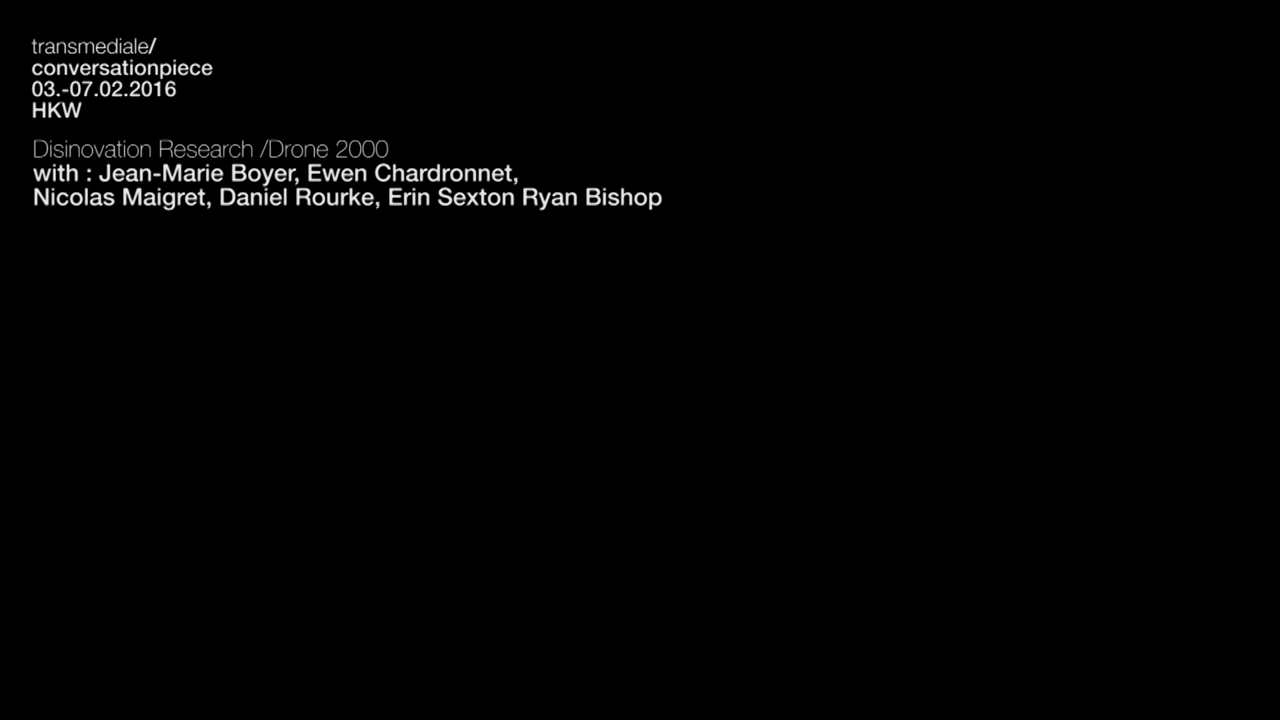 transmediale/
conversationpiece
03.-07.02.2016
HKW
Disinovation Research /Drone 2000
with : Jean-Marie Boyer, Ewen Chardronnet,
Nicolas Maigret, Daniel Rourke, Erin Sexton Ryan Bishop